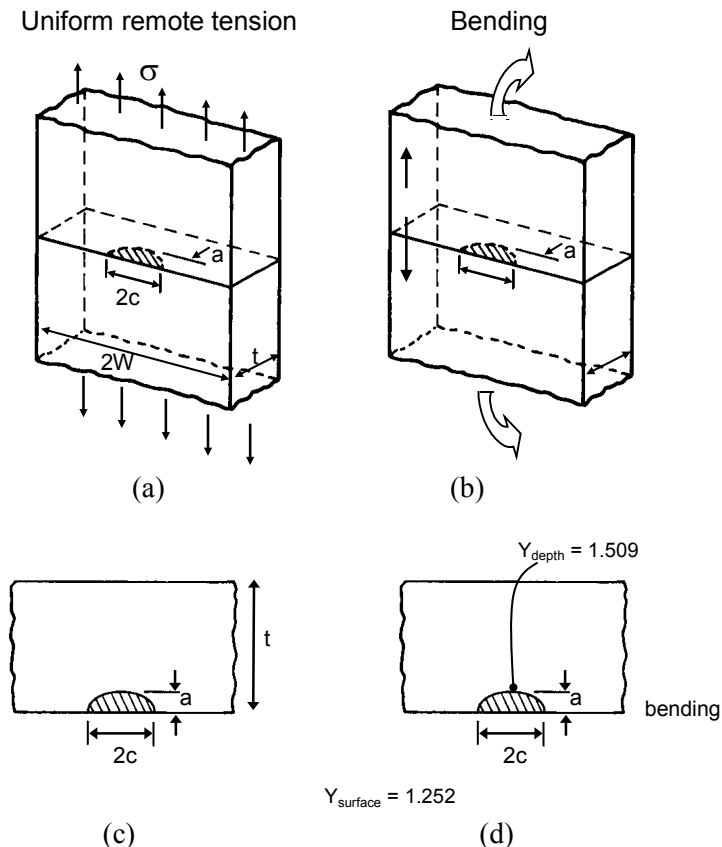 Uniform remote tension
Bending
σ
a
2c
2W
t
a
(a)
(b)
Y_depth = 1.509
t
a
2c
a
2c
bending
Y_surface = 1.252
(c)
(d)